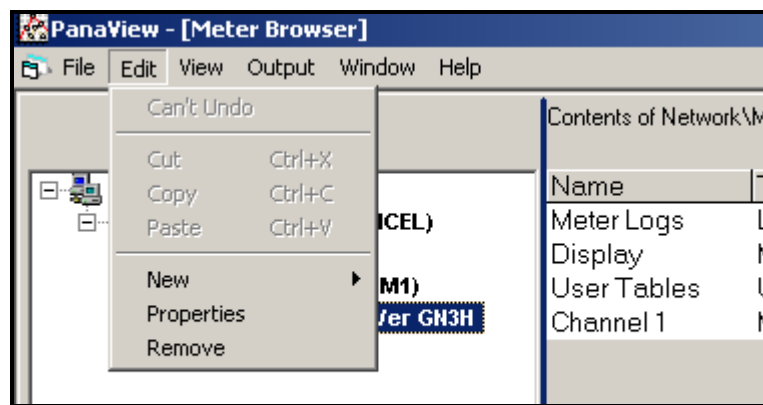 PanaView - [Meter Browser]
File Edit View Output Window Help
Can't Undo
Contents of Network\M
Cut Ctrl+X
Name
Copy Ctrl+C
Meter Logs
Paste Ctrl+V
ICEL)
Display
New
M1)
User Tables
Properties
/er GN3H
Channel 1
Remove